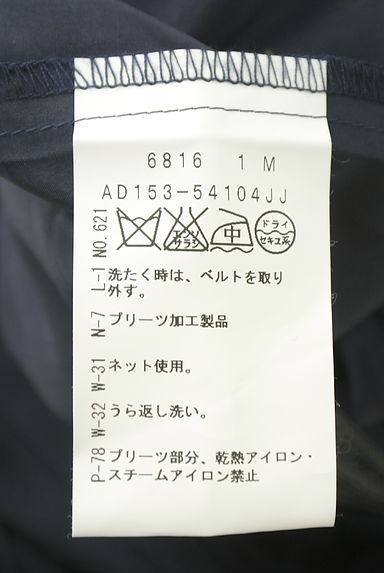 6816 1 M
AD153-54104JJ
NO.621
エンソ
サラシ
中
ドライ
セキユ系
L-1 洗たく時は、ベルトを取り
外す。
N-7 プリーツ加工製品
W-31 ネット使用。
W-32 うら返し洗い。
P-78 プリーツ部分、乾熱アイロン・
スチームアイロン禁止